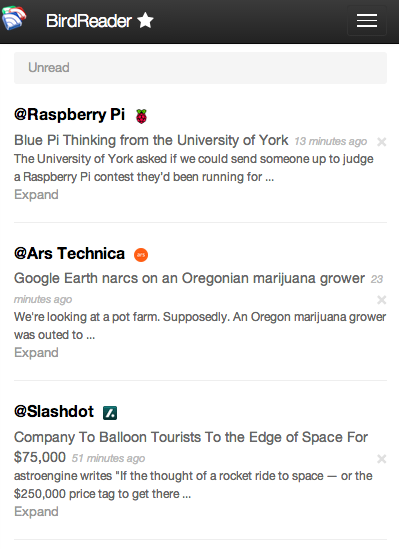 BirdReader ★
Unread
@Raspberry Pi
Blue Pi Thinking from the University of York 13 minutes ago ×
The University of York asked if we could send someone up to judge
a Raspberry Pi contest they'd been running for ...
Expand
@Ars Technica
ars
Google Earth narcs on an Oregonian marijuana grower 23
minutes ago ×
We're looking at a pot farm. Supposedly. An Oregon marijuana grower
was outed to ...
Expand
@Slashdot
Company To Balloon Tourists To the Edge of Space For
$75,000 51 minutes ago ×
astroengine writes "If the thought of a rocket ride to space — or the
$250,000 price tag to get there ...
Expand